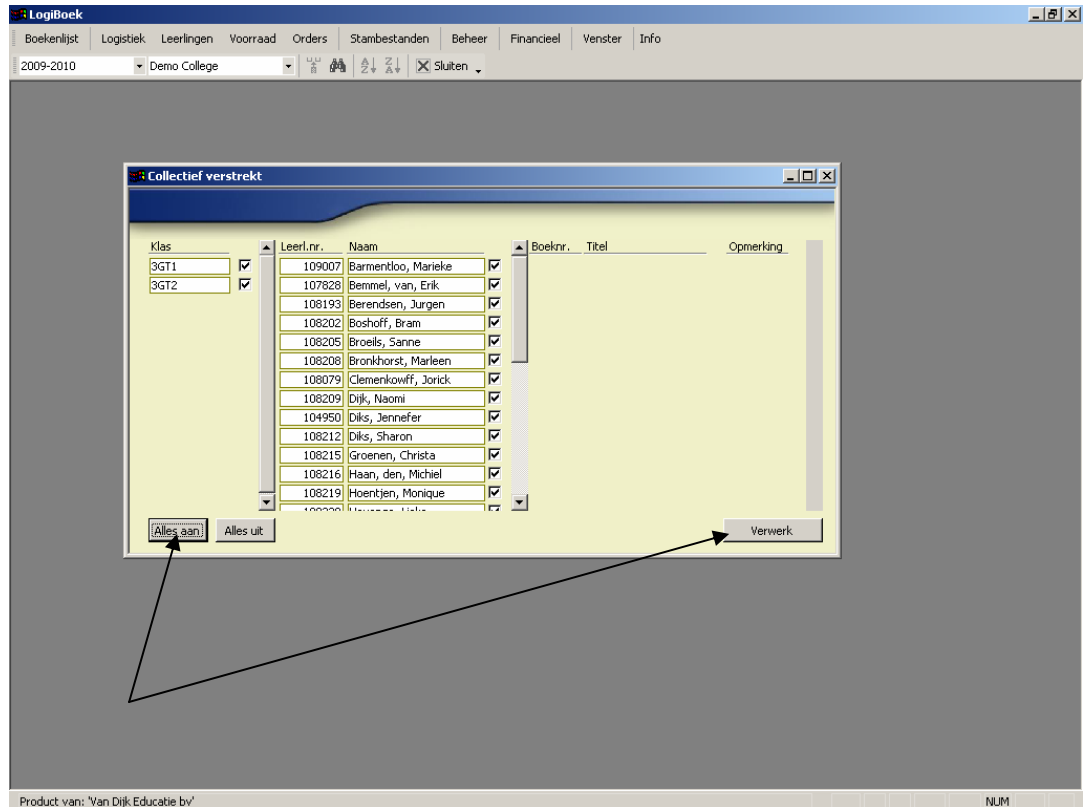 LogiBoek
Boekenlijst Logistiek Leerlingen Voorraad Orders Stambestanden Beheer Financieel Venster Info
2009-2010 Demo College Sluiten
Collectief verstrekt
Klas Leerl.nr. Naam Boeknr. Titel Opmerking
3GT1 109007 Barmentloo, Marieke
3GT2 107828 Bemmel, van, Erik
108193 Berendsen, Jurgen
108202 Boshoff, Bram
108205 Broeils, Sanne
108208 Bronkhorst, Marleen
108079 Clemenkowff, Jorick
108209 Dijk, Naomi
104950 Diks, Jennefer
108212 Diks, Sharon
108215 Groenen, Christa
108216 Haan, den, Michiel
108219 Hoentjen, Monique
Alles aan Alles uit Verwerk
Product van: 'Van Dijk Educatie bv' NUM